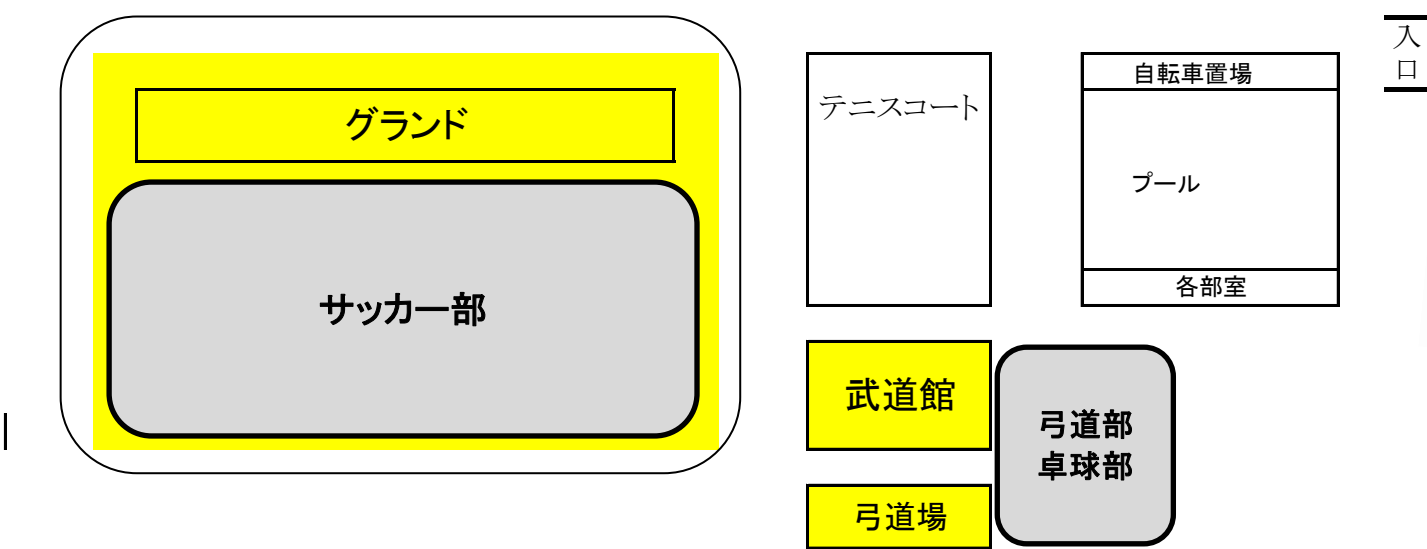 グランド
サッカー部
テニスコート
自転車置場
プール
各部室
入
口
武道館
弓道部
卓球部
弓道場